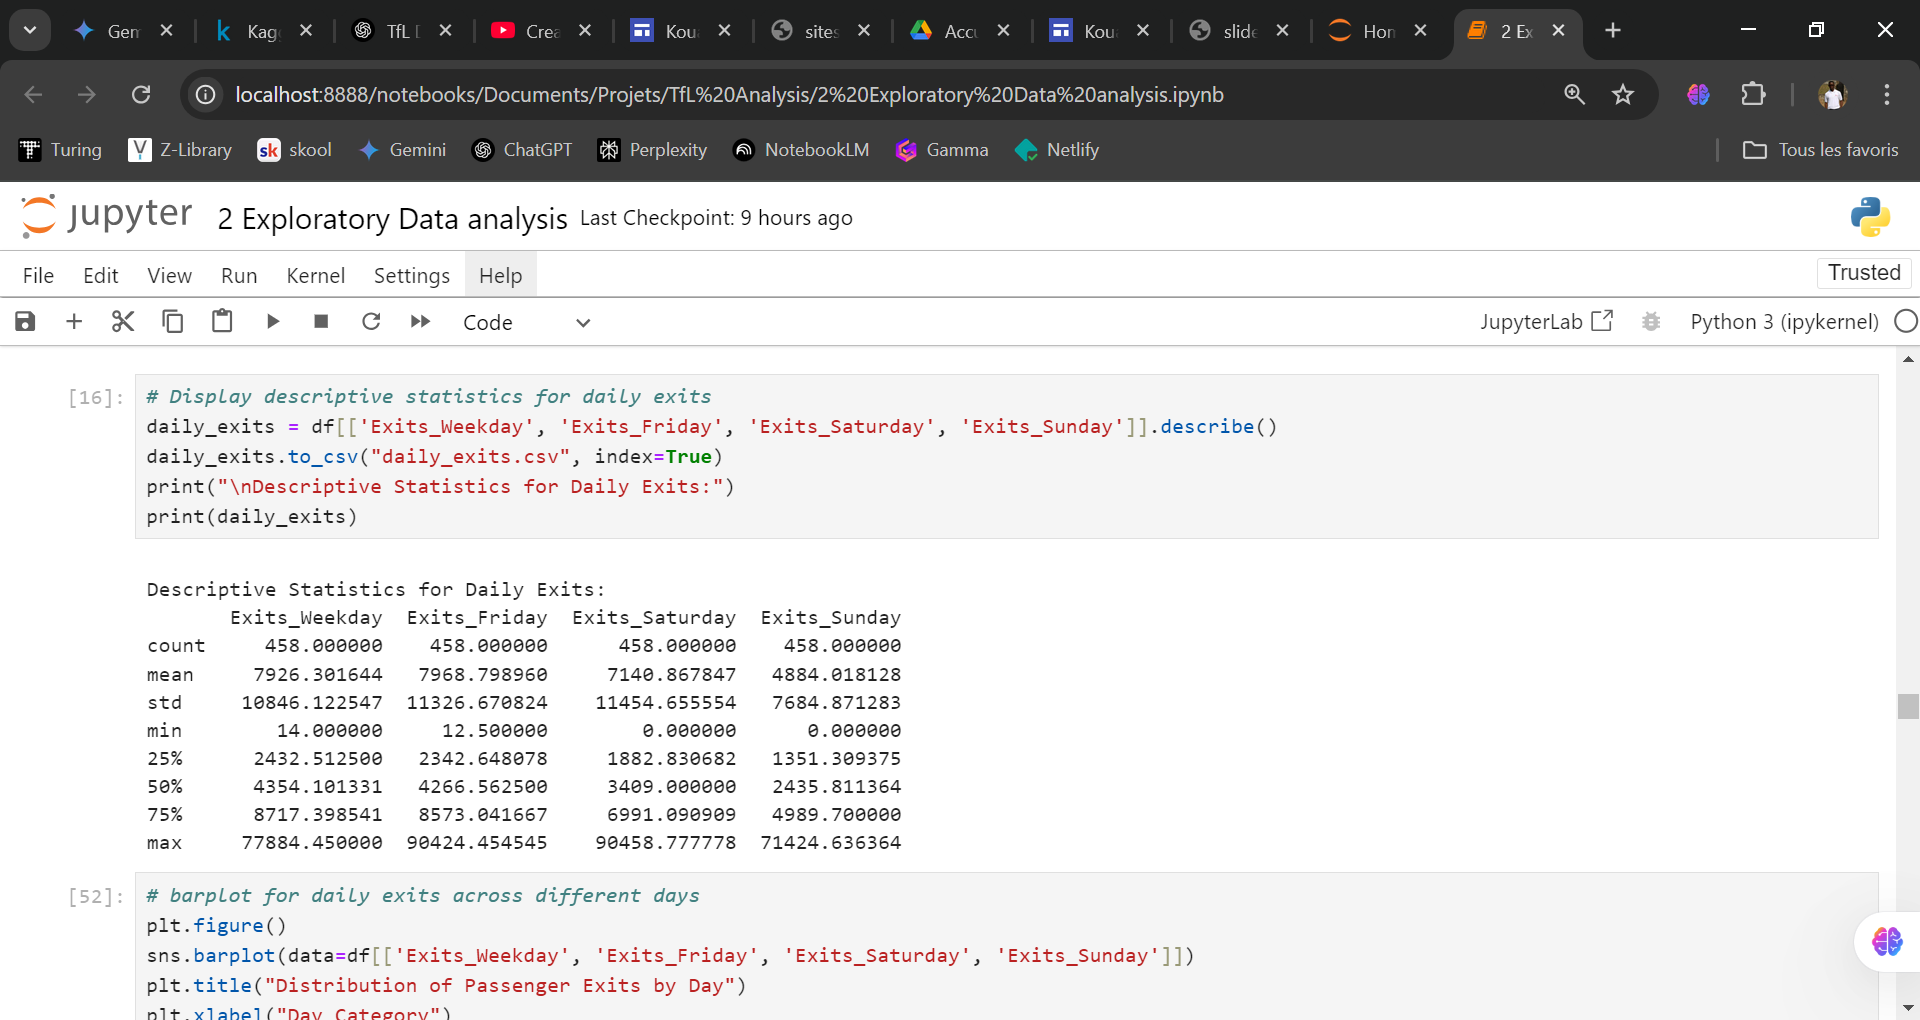 Gem
Kag
TfL D
Crea
Kou
sites
Accu
Kou
slide
Hom
2 Ex
localhost:8888/notebooks/Documents/Projets/TfL%20Analysis/2%20Exploratory%20Data%20analysis.ipynb
Turing
Z-Library
sk skool
Gemini
ChatGPT
Perplexity
NotebookLM
Gamma
Netlify
Tous les favoris
jupyter 2 Exploratory Data analysis Last Checkpoint: 9 hours ago
File Edit View Run Kernel Settings Help Trusted
Code JupyterLab Python 3 (ipykernel)
[16]: # Display descriptive statistics for daily exits
daily_exits = df[['Exits_Weekday', 'Exits_Friday', 'Exits_Saturday', 'Exits_Sunday']].describe()
daily_exits.to_csv("daily_exits.csv", index=True)
print("\nDescriptive Statistics for Daily Exits:")
print(daily_exits)
Descriptive Statistics for Daily Exits:
Exits_Weekday Exits_Friday Exits_Saturday Exits_Sunday
count 458.000000 458.000000 458.000000 458.000000
mean 7926.301644 7968.798960 7140.867847 4884.018128
std 10846.122547 11326.670824 11454.655554 7684.871283
min 14.000000 12.500000 0.000000 0.000000
25% 2432.512500 2342.648078 1882.830682 1351.309375
50% 4354.101331 4266.562500 3409.000000 2435.811364
75% 8717.398541 8573.041667 6991.090909 4989.700000
max 77884.450000 90424.454545 90458.777778 71424.636364
[52]: # barplot for daily exits across different days
plt.figure()
sns.barplot(data=df[['Exits_Weekday', 'Exits_Friday', 'Exits_Saturday', 'Exits_Sunday']])
plt.title("Distribution of Passenger Exits by Day")
plt.xlabel("Day Category")